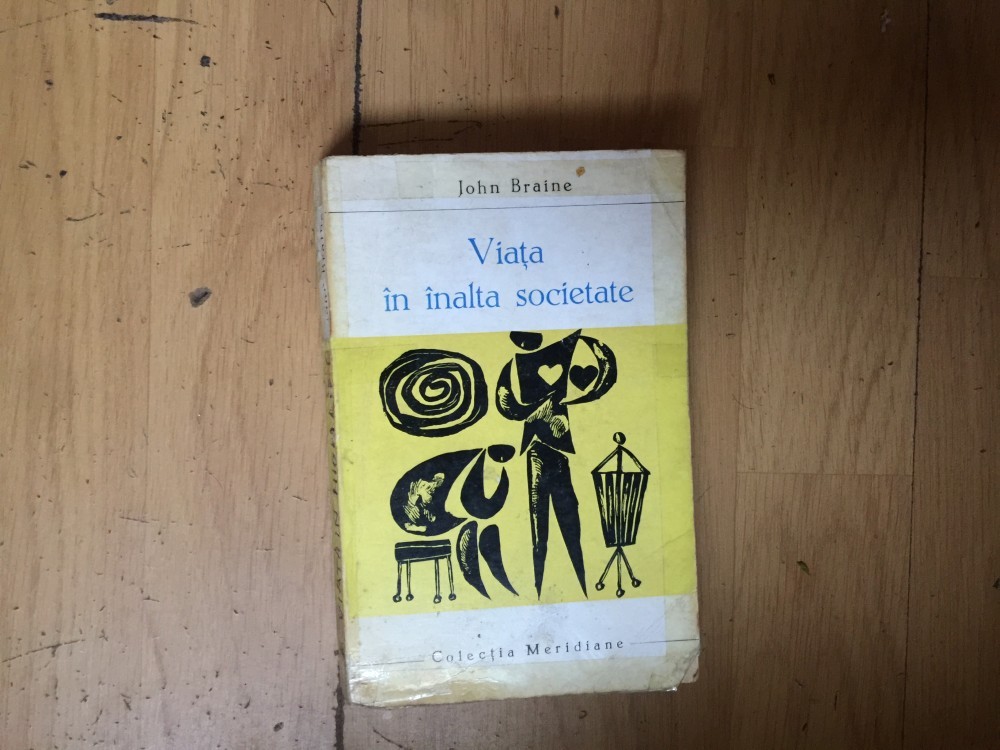 John Braine
Viața
în înalta societate
Colecția Meridiane